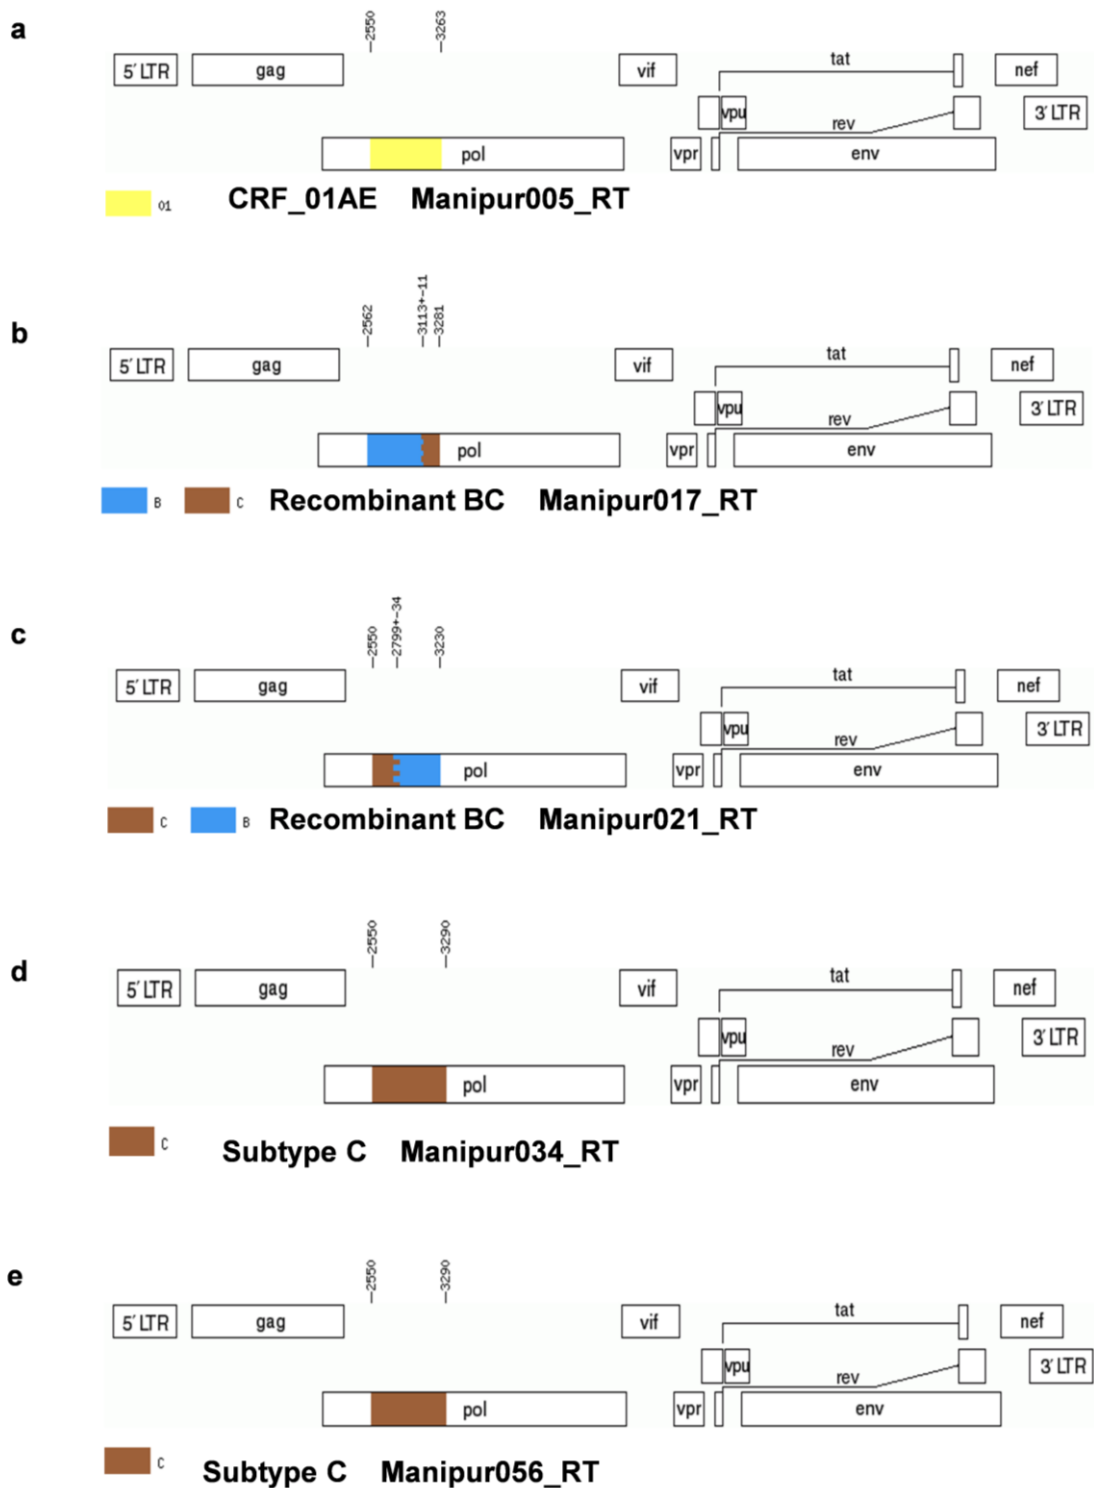 a
2550
3263
5′ LTR
gag
vif
tat
nef
vpu
rev
3′ LTR
pol
vpr
env
01
CRF_01AE Manipur005_RT
b
2562
3113+-11
3281
5′ LTR
gag
vif
tat
nef
vpu
rev
3′ LTR
pol
vpr
env
B
C
Recombinant BC Manipur017_RT
c
2550
2799+-34
3230
5′ LTR
gag
vif
tat
nef
vpu
rev
3′ LTR
pol
vpr
env
C
B
Recombinant BC Manipur021_RT
d
2550
3290
5′ LTR
gag
vif
tat
nef
vpu
rev
3′ LTR
pol
vpr
env
C
Subtype C Manipur034_RT
e
2550
3290
5′ LTR
gag
vif
tat
nef
vpu
rev
3′ LTR
pol
vpr
env
C
Subtype C Manipur056_RT